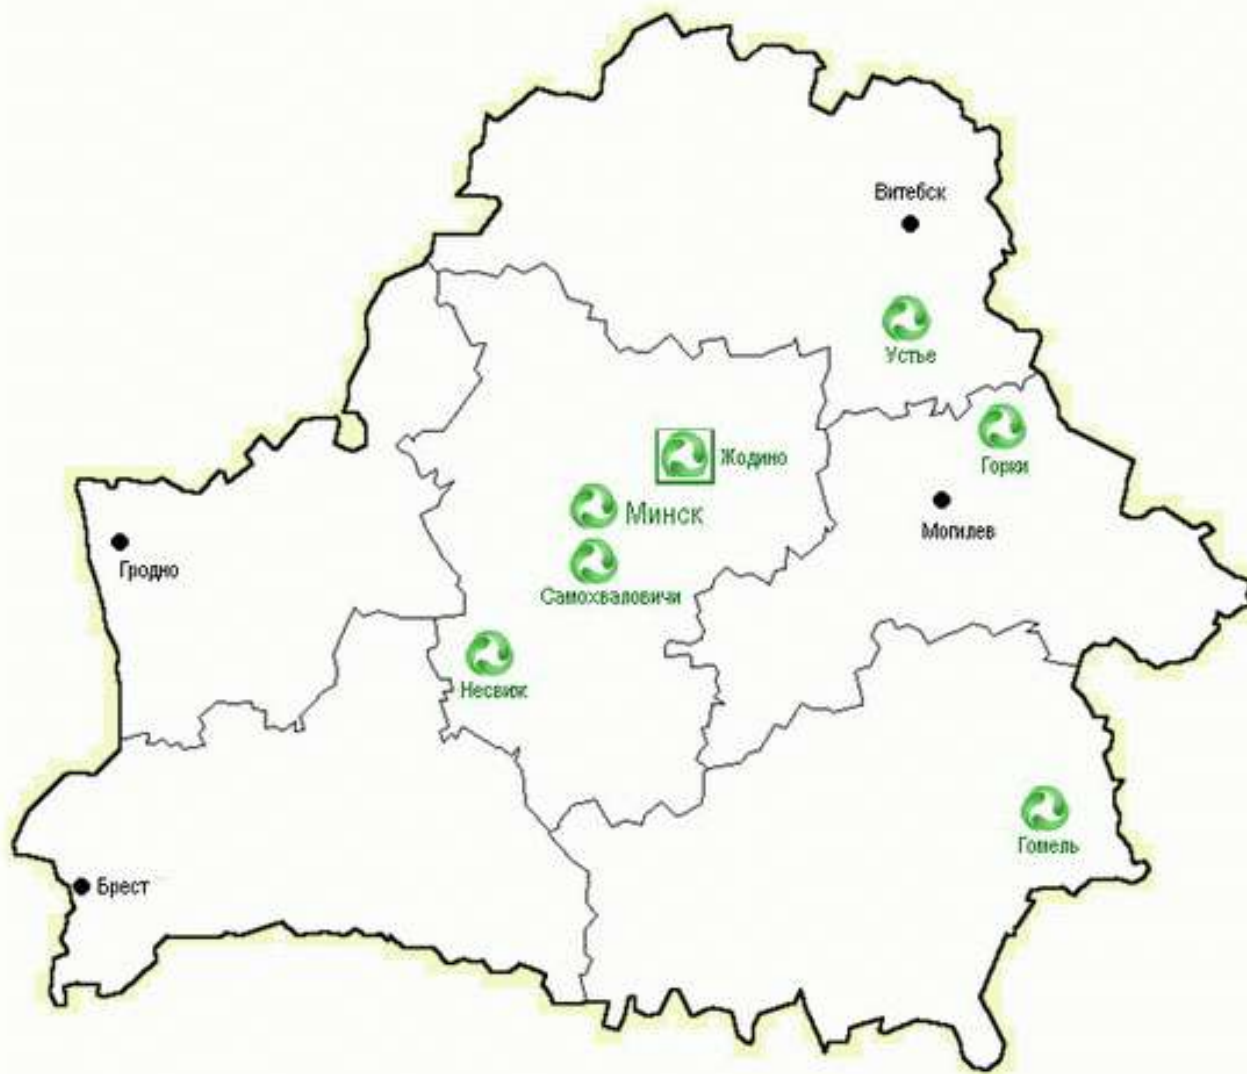 Витебск
Устье
Жодино
Горки
Минск
Могилев
Гродно
Самохваловичи
Несвиж
Гомель
Брест